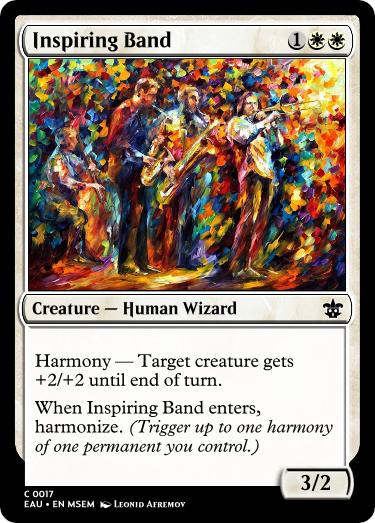 Inspiring Band 1
Creature — Human Wizard
Harmony — Target creature gets
+2/+2 until end of turn.
When Inspiring Band enters,
harmonize. (Trigger up to one harmony
of one permanent you control.)
3/2
C 0017
EAU • EN MSEM Leonid Afremov